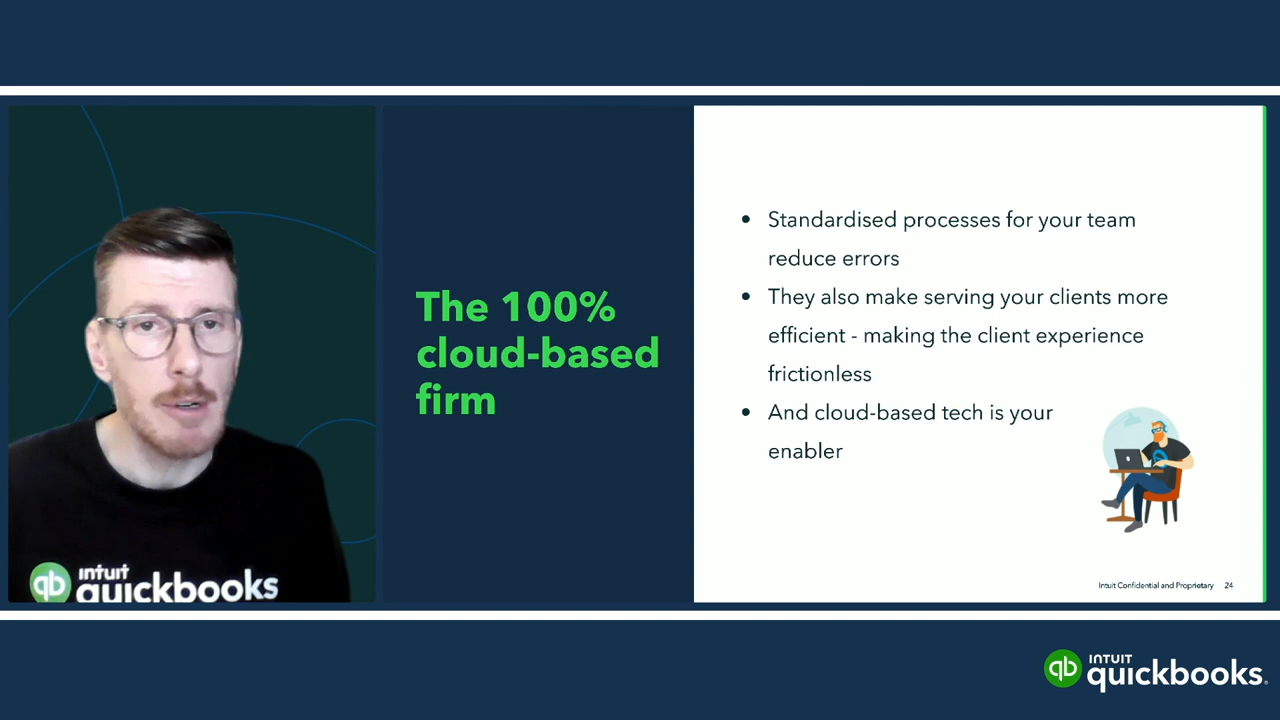 The 100%
cloud-based
firm
• Standardised processes for your team
reduce errors
• They also make serving your clients more
efficient - making the client experience
frictionless
• And cloud-based tech is your
enabler
Intuit Confidential and Proprietary 24
qb INTUIT
quickbooks
qb INTUIT
quickbooks.